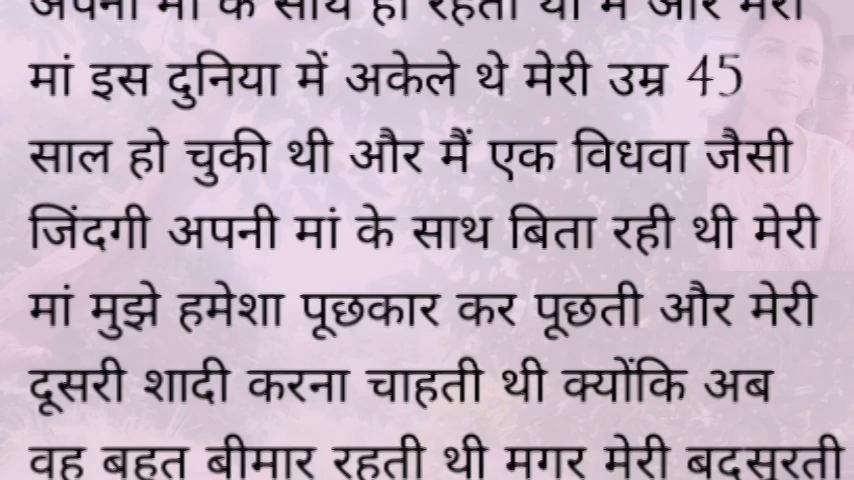 अपनी मां के साथ ही रहती थी मैं और मेरी
मां इस दुनिया में अकेले थे मेरी उम्र 45
साल हो चुकी थी और मैं एक विधवा जैसी
जिंदगी अपनी मां के साथ बिता रही थी मेरी
मां मुझे हमेशा पूछकार कर पूछती और मेरी
दूसरी शादी करना चाहती थी क्योंकि अब
वह बहुत बीमार रहती थी मगर मेरी बदसूरती